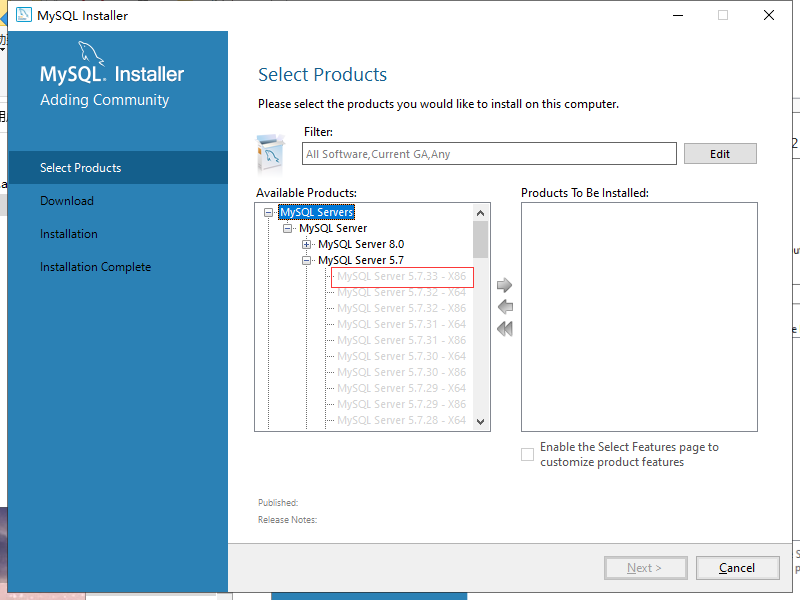 MySQL Installer
MySQL. Installer
Adding Community
Select Products
Download
Installation
Installation Complete
Select Products
Please select the products you would like to install on this computer.
Filter:
All Software,Current GA,Any
Edit
Available Products:
MySQL Servers
MySQL Server
MySQL Server 8.0
MySQL Server 5.7
MySQL Server 5.7.33 - X86
MySQL Server 5.7.32 - X64
MySQL Server 5.7.32 - X86
MySQL Server 5.7.31 - X64
MySQL Server 5.7.31 - X86
MySQL Server 5.7.30 - X64
MySQL Server 5.7.30 - X86
MySQL Server 5.7.29 - X64
MySQL Server 5.7.29 - X86
MySQL Server 5.7.28 - X64
Products To Be Installed:
Enable the Select Features page to
customize product features
Published:
Release Notes:
Next >
Cancel